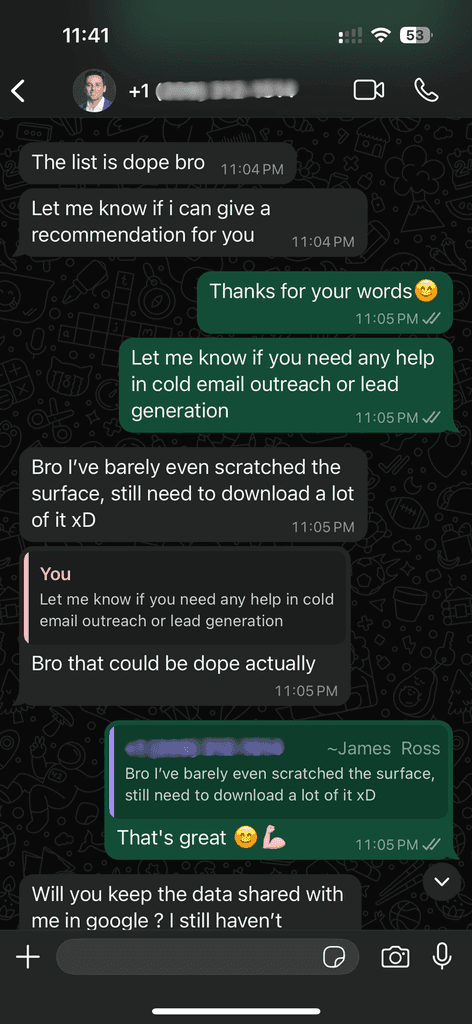 11:41
53
+1 (
The list is dope bro
11:04 PM
Let me know if i can give a
recommendation for you
11:04 PM
Thanks for your words😊
11:05 PM
Let me know if you need any help
in cold email outreach or lead
generation
11:05 PM
Bro I've barely even scratched the
surface, still need to download a lot
of it xD
11:05 PM
You
Let me know if you need any help in cold
email outreach or lead generation
Bro that could be dope actually
11:05 PM
~James Ross
Bro I've barely even scratched the surface,
still need to download a lot of it xD
That's great 😊💪🏻
11:05 PM
Will you keep the data shared with
me in google ? I still haven't